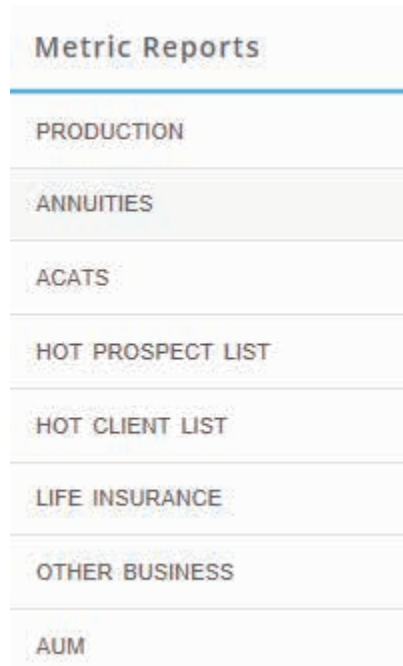 Metric Reports
PRODUCTION
ANNUITIES
ACATS
HOT PROSPECT LIST
HOT CLIENT LIST
LIFE INSURANCE
OTHER BUSINESS
AUM